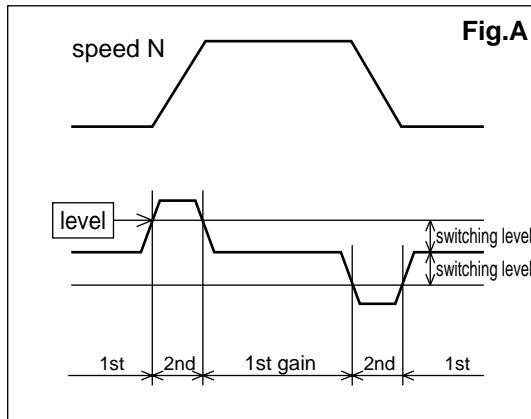 Fig.A
speed N
level
switching level
switching level
1st 2nd 1st gain 2nd 1st